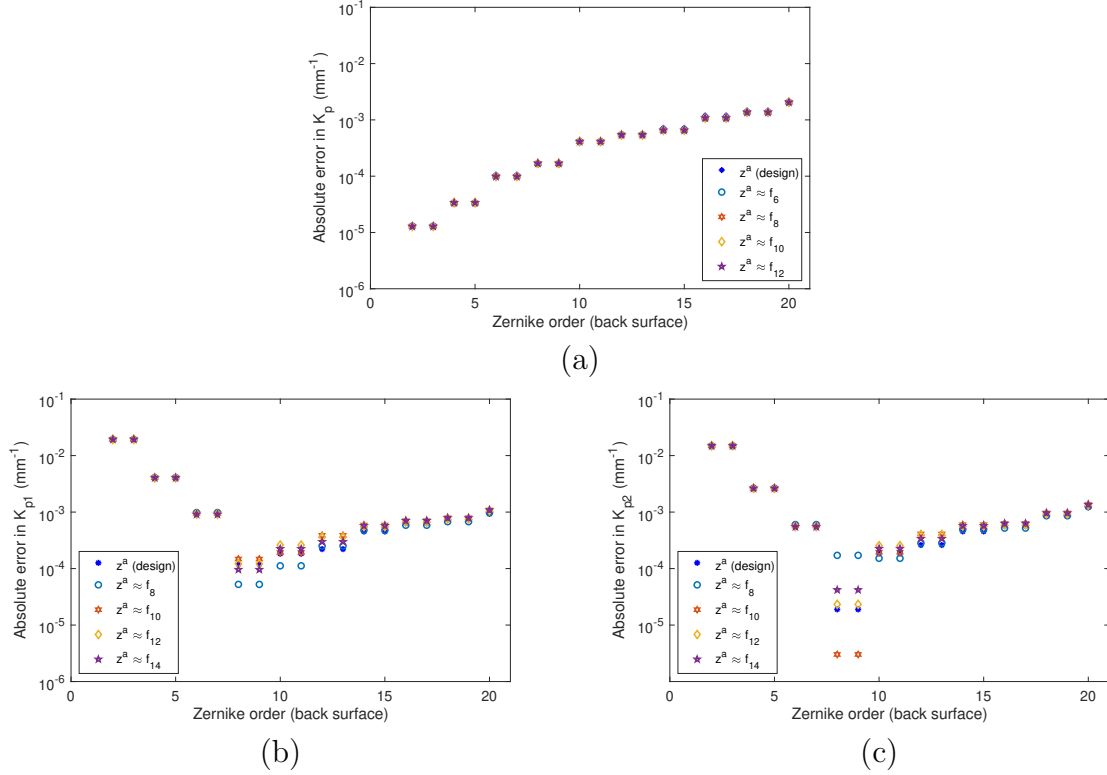 10^-1
10^-2
10^-3
10^-4
10^-5
10^-6
Absolute error in K_p (mm^-1)
z^a (design)
z^a ≈ f_6
z^a ≈ f_8
z^a ≈ f_10
z^a ≈ f_12
0 5 10 15 20
Zernike order (back surface)
(a)
10^-1
10^-2
10^-3
10^-4
10^-5
10^-6
Absolute error in K_p1 (mm^-1)
z^a (design)
z^a ≈ f_8
z^a ≈ f_10
z^a ≈ f_12
z^a ≈ f_14
0 5 10 15 20
Zernike order (back surface)
(b)
10^-1
10^-2
10^-3
10^-4
10^-5
10^-6
Absolute error in K_p2 (mm^-1)
z^a (design)
z^a ≈ f_8
z^a ≈ f_10
z^a ≈ f_12
z^a ≈ f_14
0 5 10 15 20
Zernike order (back surface)
(c)